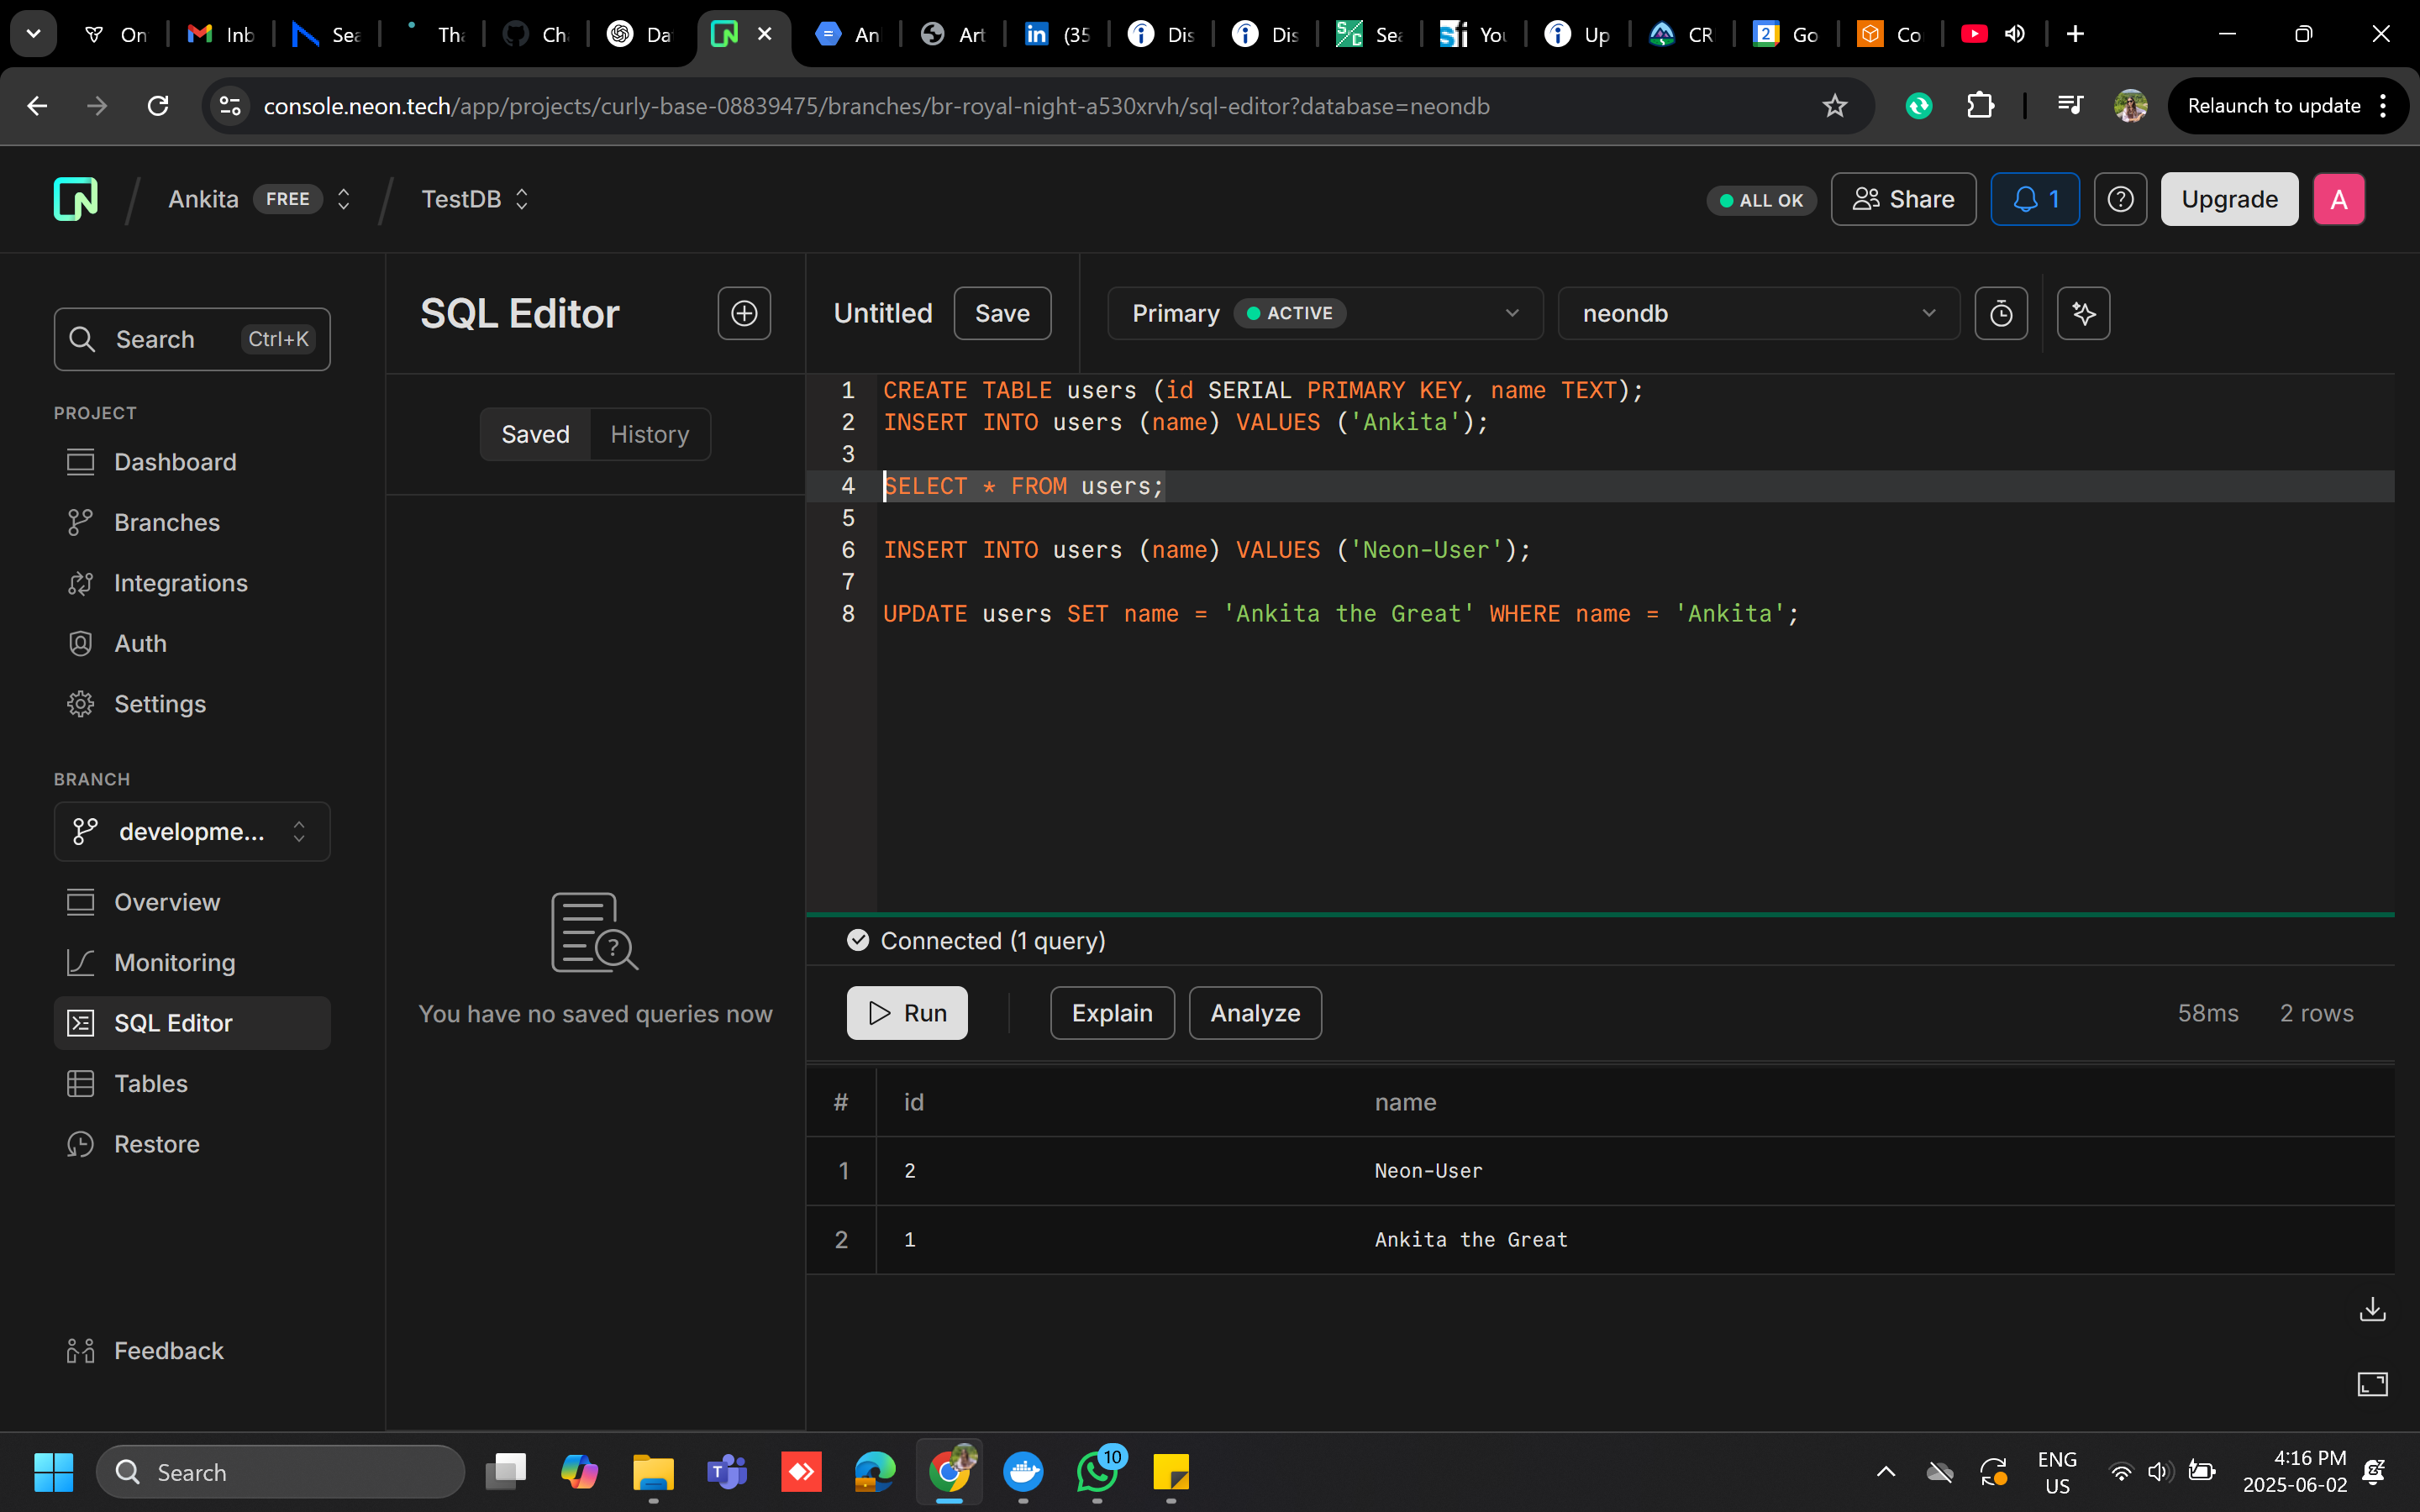 On
Inb
Sea
Tha
Ch
Da
An
Art
in (35
Dis
Dis
Sea
You
Up
CR
2 Go
Co
console.neon.tech/app/projects/curly-base-08839475/branches/br-royal-night-a530xrvh/sql-editor?database=neondb
Relaunch to update
Ankita FREE
TestDB
ALL OK
Share
1
Upgrade
A
Search Ctrl+K
PROJECT
Dashboard
Branches
Integrations
Auth
Settings
BRANCH
developme...
Overview
Monitoring
SQL Editor
Tables
Restore
Feedback
SQL Editor
Saved History
You have no saved queries now
Untitled Save
Primary ACTIVE
neondb
1 CREATE TABLE users (id SERIAL PRIMARY KEY, name TEXT);
2 INSERT INTO users (name) VALUES ('Ankita');
3
4 SELECT * FROM users;
5
6 INSERT INTO users (name) VALUES ('Neon-User');
7
8 UPDATE users SET name = 'Ankita the Great' WHERE name = 'Ankita';
Connected (1 query)
Run Explain Analyze 58ms 2 rows
# id name
1 2 Neon-User
2 1 Ankita the Great
Search
10
ENG
US
4:16 PM
2025-06-02